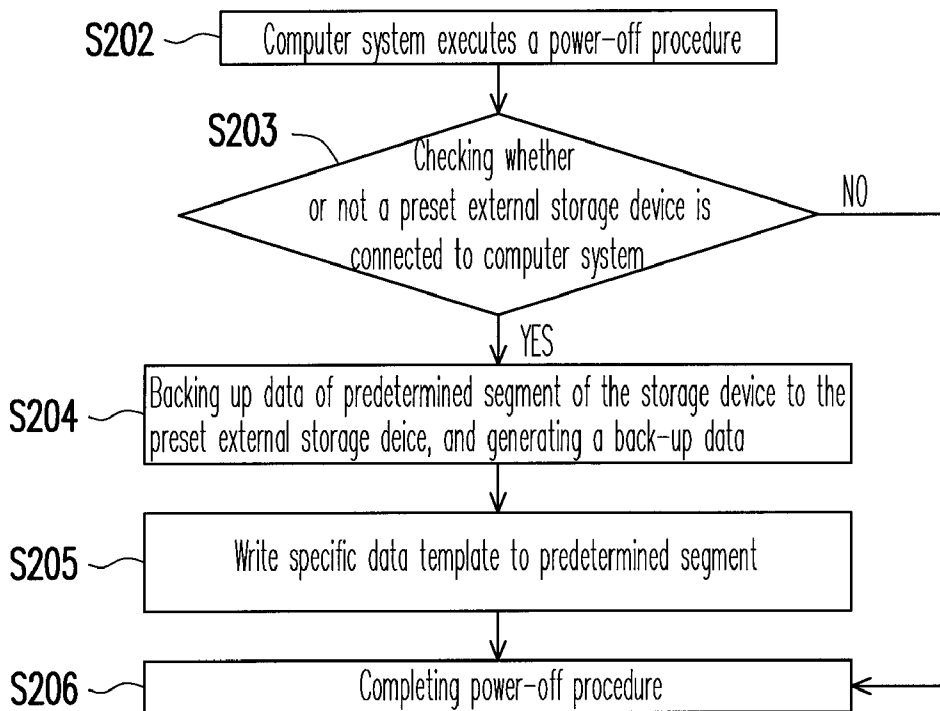 S202
Computer system executes a power-off procedure
S203
Checking whether
or not a preset external storage device is
connected to computer system
NO
YES
S204
Backing up data of predetermined segment of the storage device to the
preset external storage deice, and generating a back-up data
S205
Write specific data template to predetermined segment
S206
Completing power-off procedure